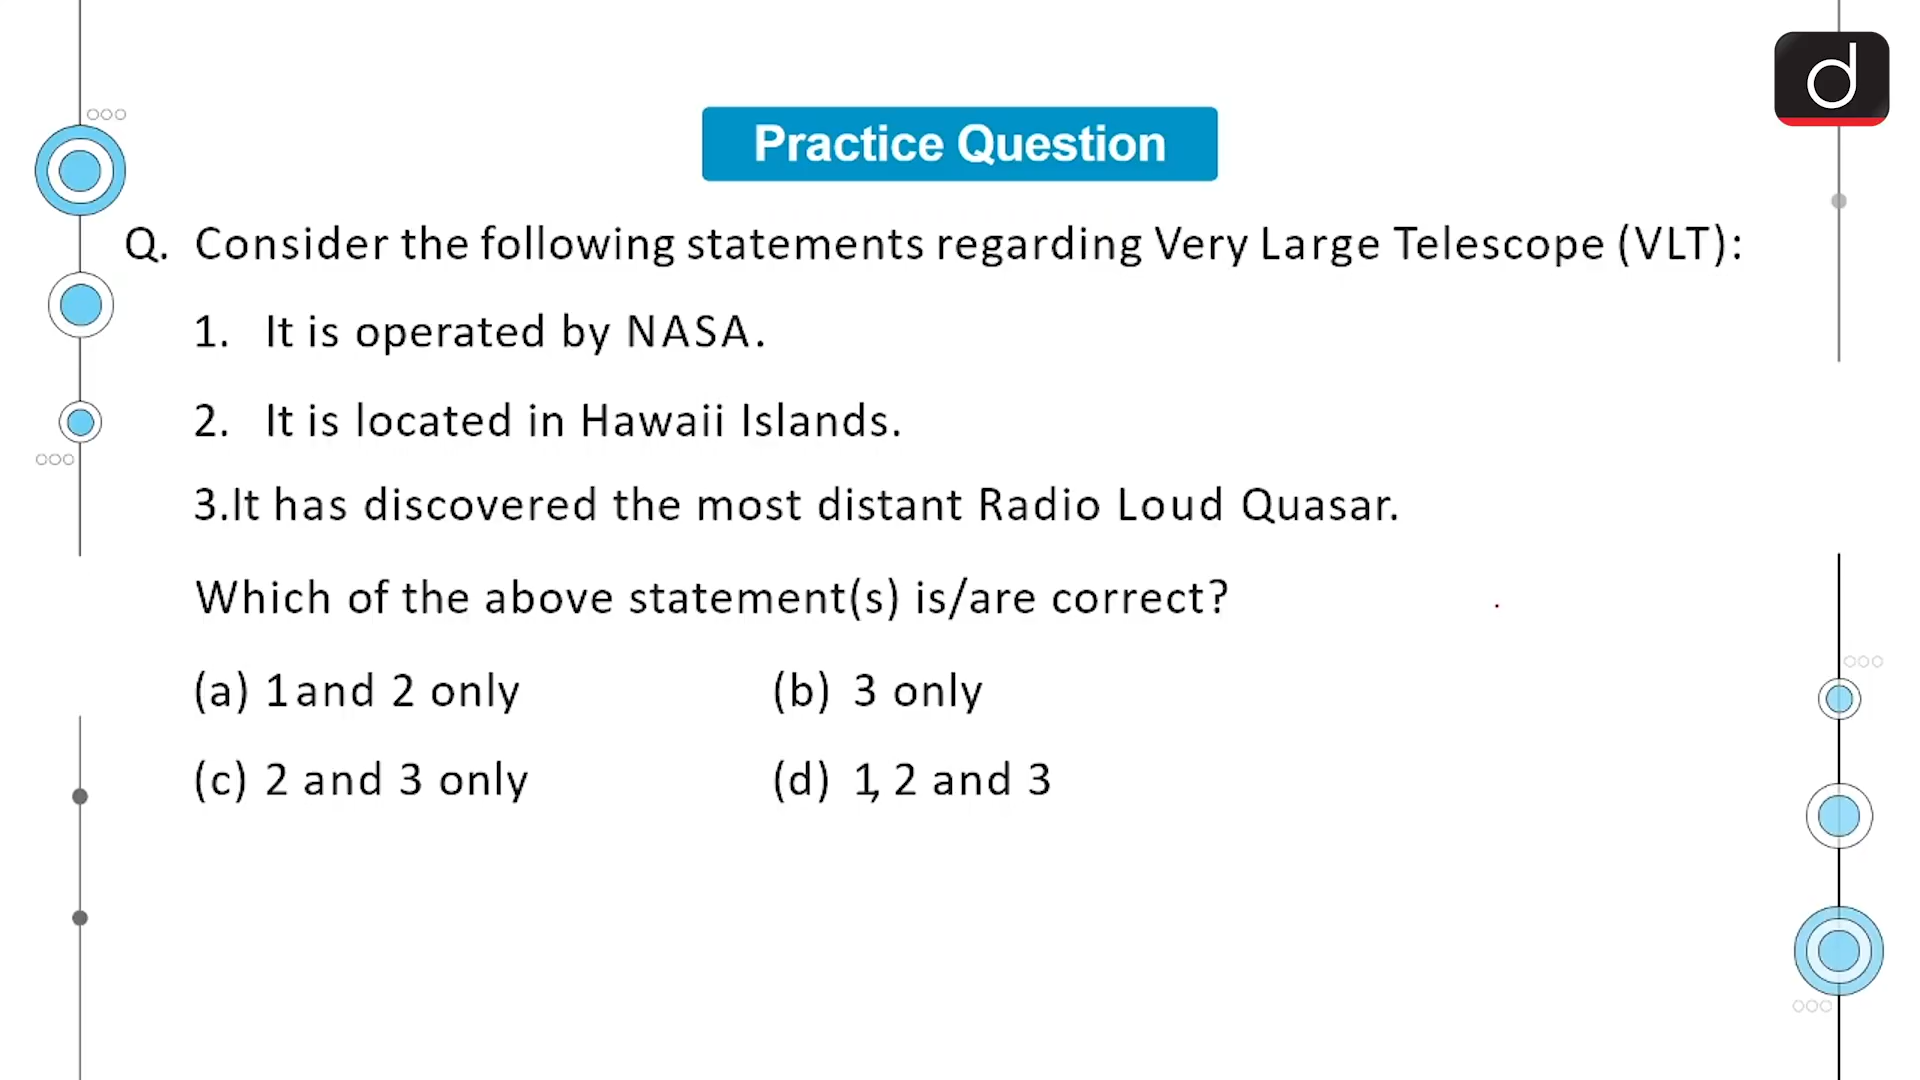 Practice Question
Q. Consider the following statements regarding Very Large Telescope (VLT):
1. It is operated by NASA.
2. It is located in Hawaii Islands.
3.It has discovered the most distant Radio Loud Quasar.
Which of the above statement(s) is/are correct?
(a) 1and 2 only (b) 3 only
(c) 2 and 3 only (d) 1, 2 and 3
d